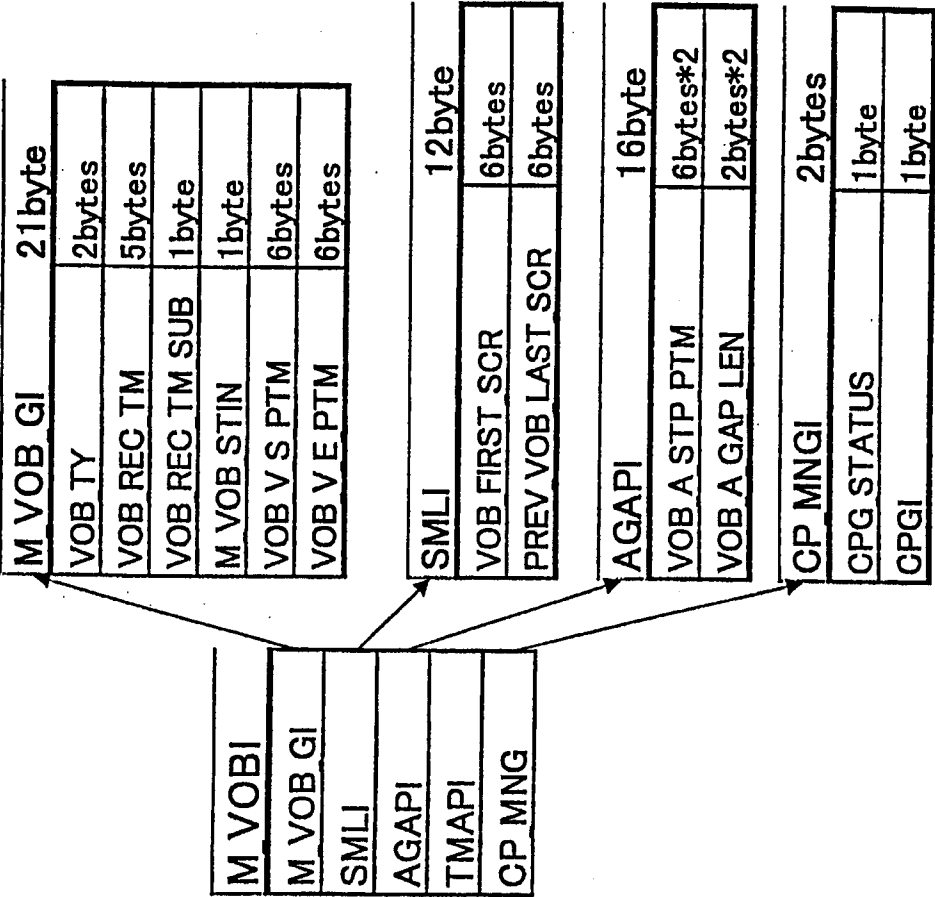 M VOBI
M VOB GI
SMLI
AGAPI
TMAPI
CP MNG
M VOB GI 21byte
VOB TY 2bytes
VOB REC TM 5bytes
VOB REC TM SUB 1byte
M VOB STIN 1byte
VOB V S PTM 6bytes
VOB V E PTM 6bytes
SMLI 12byte
VOB FIRST SCR 6bytes
PREV VOB LAST SCR 6bytes
AGAPI 16byte
VOB A STP PTM 6bytes*2
VOB A GAP LEN 2bytes*2
CP MNGI 2bytes
CPG STATUS 1byte
CPGI 1byte